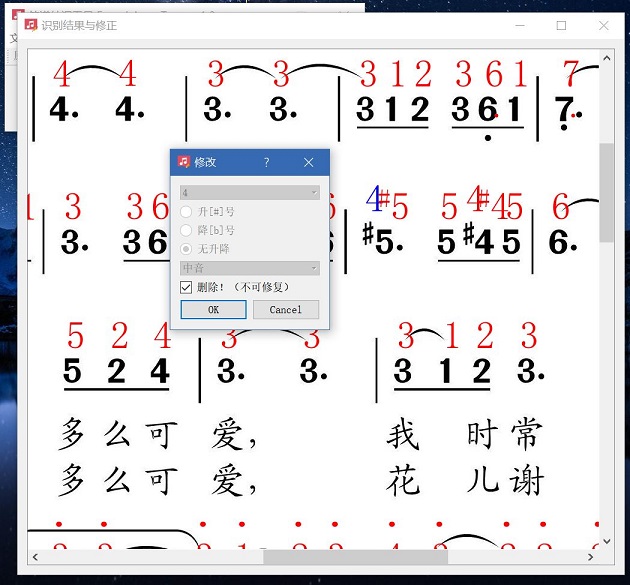 识别结果与修正
4 4 3 3 3 1 2 3 6 1 7
4. 4. 3. 3. 3 1 2 3 6 1 7.
修改 ?
4
升[#]号
降[b]号
无升降
中音
删除! (不可修复)
OK Cancel
1 3 3 6 4 #5 5 4 #4 5 6
3. 3 6 6 #5. 5 #4 5 6.
5 2 4 3 3 3 1 2 3
5 2 4 3. 3. 3 1 2 3.
多么可 爱, 我 时常
多么可 爱, 花 儿谢